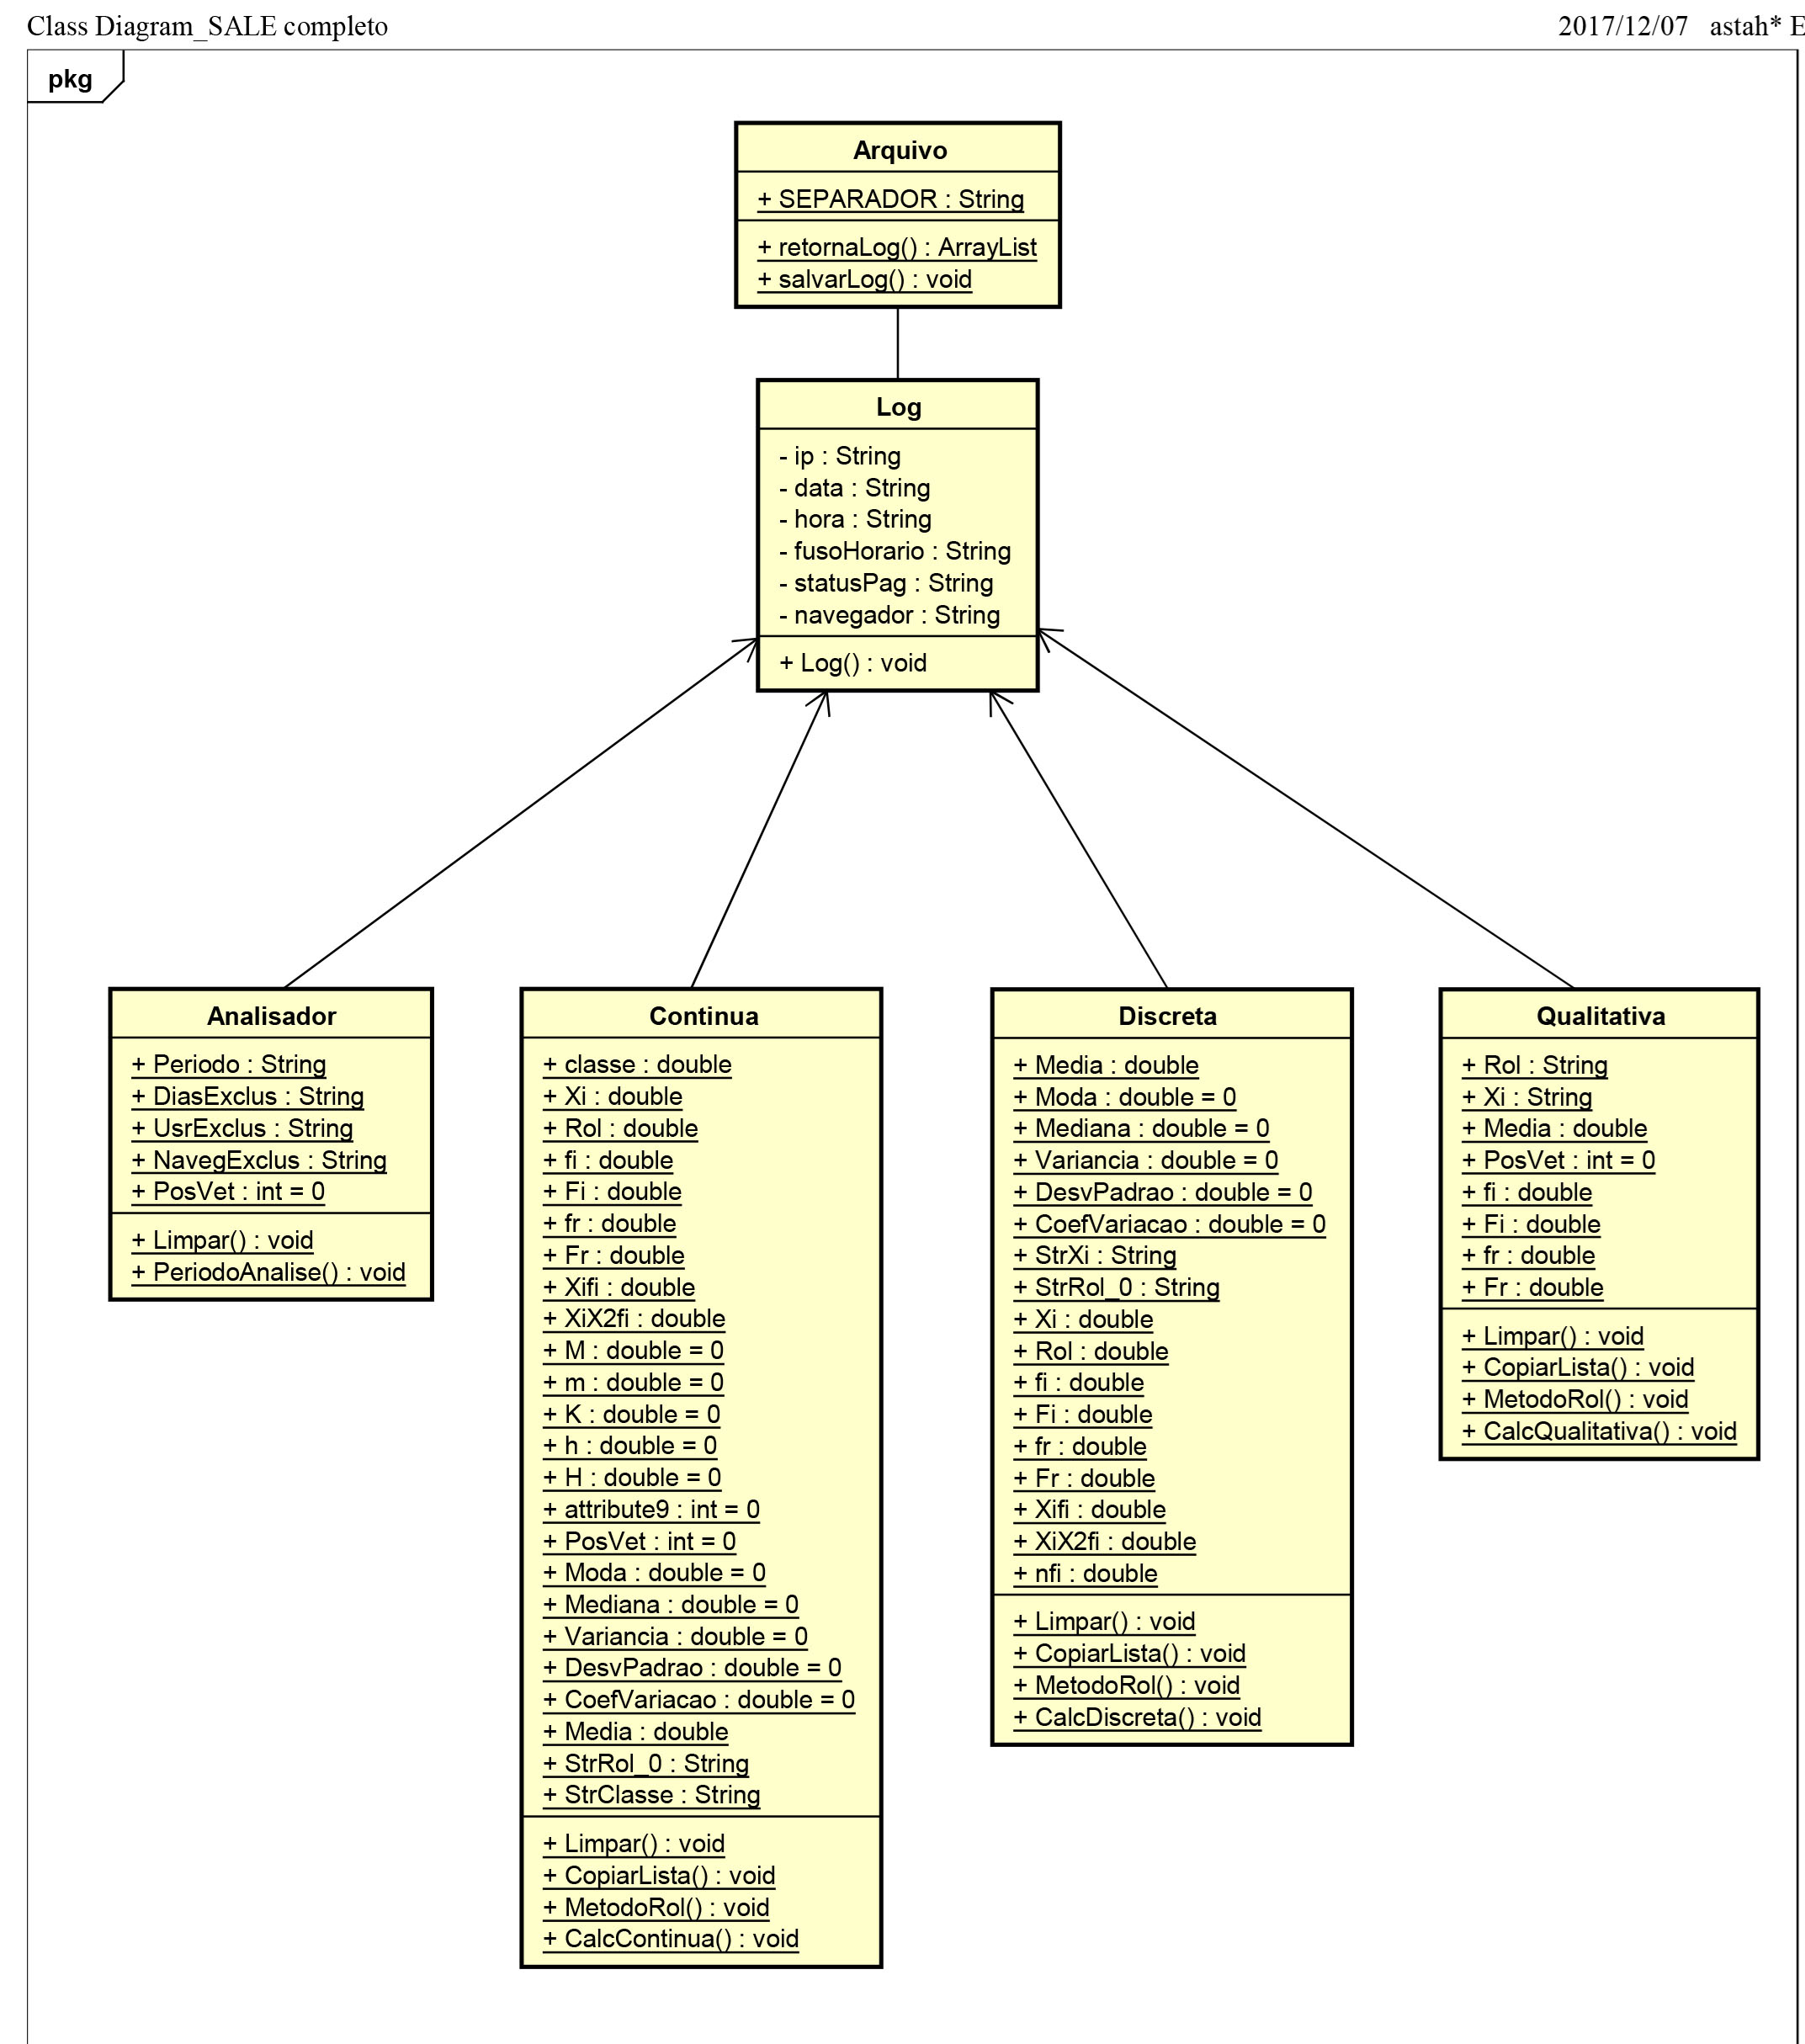 Class Diagram_SALE completo
2017/12/07 astah* E
pkg
Arquivo
+ SEPARADOR : String
+ retornaLog() : ArrayList
+ salvarLog() : void
Log
- ip : String
- data : String
- hora : String
- fusoHorario : String
- statusPag : String
- navegador : String
+ Log() : void
Analisador
+ Periodo : String
+ DiasExclus : String
+ UsrExclus : String
+ NavegExclus : String
+ PosVet : int = 0
+ Limpar() : void
+ PeriodoAnalise() : void
Continua
+ classe : double
+ Xi : double
+ Rol : double
+ fi : double
+ Fi : double
+ fr : double
+ Fr : double
+ Xifi : double
+ XiX2fi : double
+ M : double = 0
+ m : double = 0
+ K : double = 0
+ h : double = 0
+ H : double = 0
+ attribute9 : int = 0
+ PosVet : int = 0
+ Moda : double = 0
+ Mediana : double = 0
+ Variancia : double = 0
+ DesvPadrao : double = 0
+ CoefVariacao : double = 0
+ Media : double
+ StrRol_0 : String
+ StrClasse : String
+ Limpar() : void
+ CopiarLista() : void
+ MetodoRol() : void
+ CalcContinua() : void
Discreta
+ Media : double
+ Moda : double = 0
+ Mediana : double = 0
+ Variancia : double = 0
+ DesvPadrao : double = 0
+ CoefVariacao : double = 0
+ StrXi : String
+ StrRol_0 : String
+ Xi : double
+ Rol : double
+ fi : double
+ Fi : double
+ fr : double
+ Fr : double
+ Xifi : double
+ XiX2fi : double
+ nfi : double
+ Limpar() : void
+ CopiarLista() : void
+ MetodoRol() : void
+ CalcDiscreta() : void
Qualitativa
+ Rol : String
+ Xi : String
+ Media : double
+ PosVet : int = 0
+ fi : double
+ Fi : double
+ fr : double
+ Fr : double
+ Limpar() : void
+ CopiarLista() : void
+ MetodoRol() : void
+ CalcQualitativa() : void